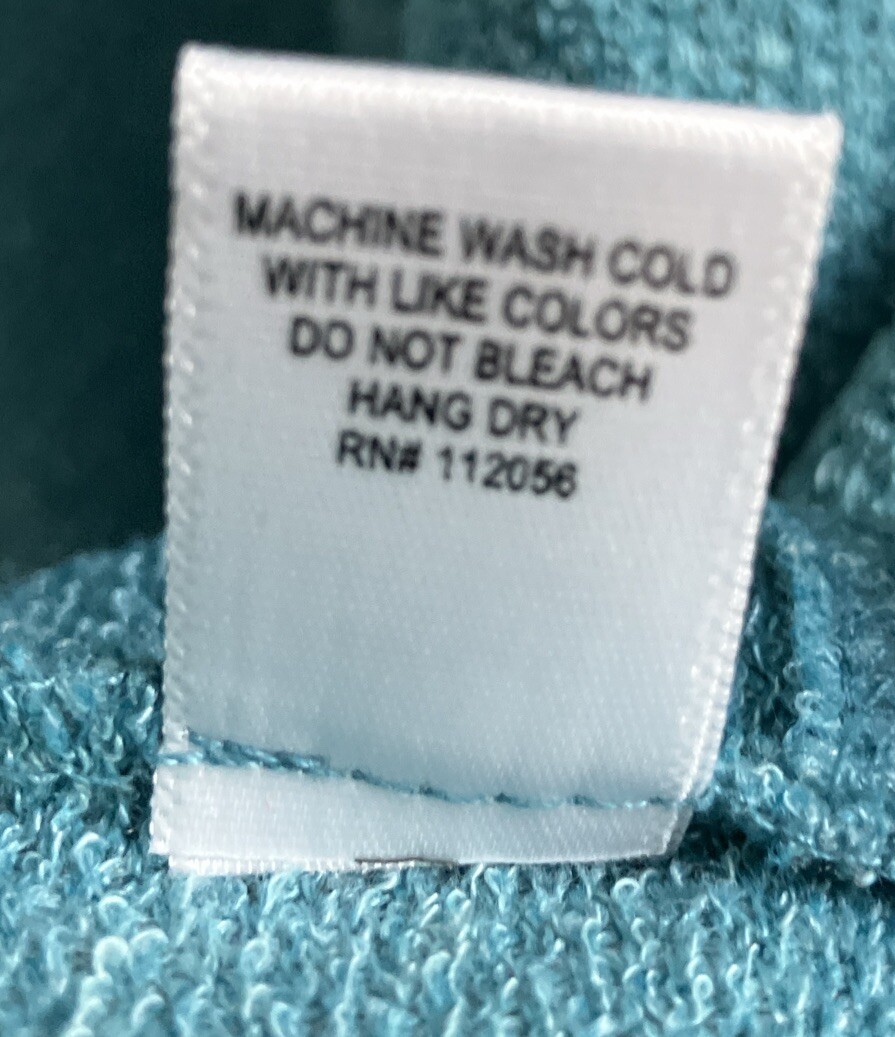 MACHINE WASH COLD
WITH LIKE COLORS
DO NOT BLEACH
HANG DRY
RN# 112056